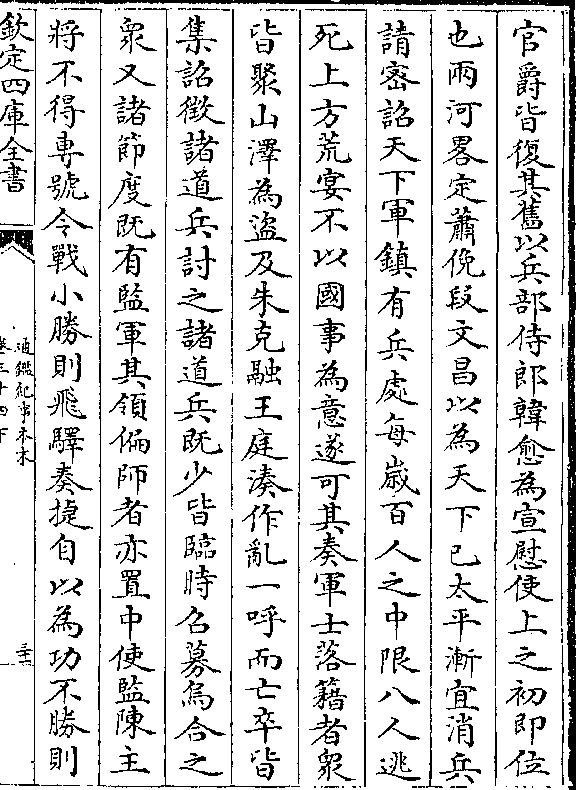 官爵皆復其舊以兵部侍郎韓愈為宣慰使上之初即位
也兩河畧定蕭俛段文昌以為天下已太平漸宜消兵
請密詔天下軍鎮有兵處每歲百人之中限八人逃
死上方荒宴不以國事為意遂可其奏軍士落籍者衆
皆聚山澤為盜及朱克融王庭湊作亂一呼而亡卒皆
集詔徵諸道兵討之諸道兵既少皆臨時召募烏合之
衆又諸節度既有監軍其領偏師者亦置中使監陳主
將不得專號令戰小勝則飛驛奏捷自以為功不勝則
欽定四庫全書
通鑑紀事本末
卷三十四下